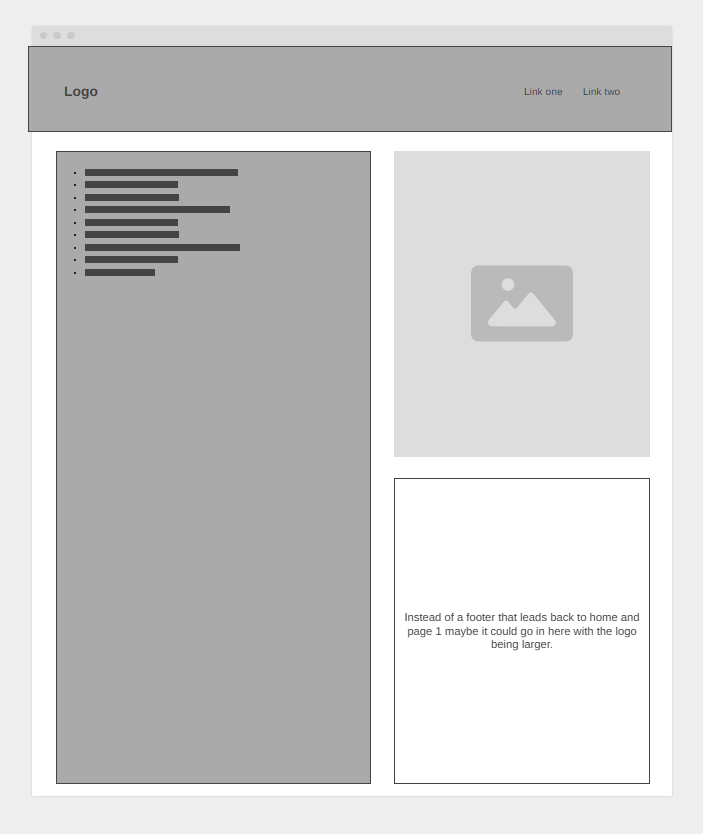 Logo
Link one
Link two
Instead of a footer that leads back to home and
page 1 maybe it could go in here with the logo
being larger.